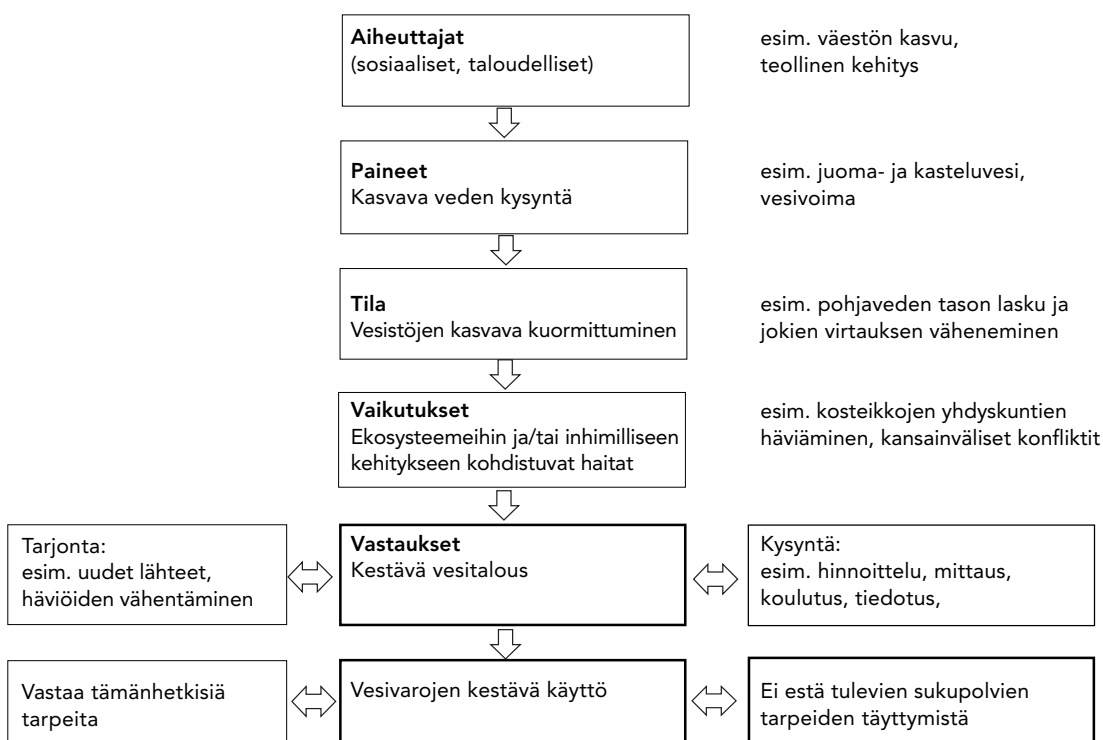 Aiheuttajat
(sosiaaliset, taloudelliset)
esim. väestön kasvu,
teollinen kehitys
Paineet
Kasvava veden kysyntä
esim. juoma- ja kasteluvesi,
vesivoima
Tila
Vesistöjen kasvava kuormittuminen
esim. pohjaveden tason lasku ja
jokien virtauksen väheneminen
Vaikutukset
Ekosysteemeihin ja/tai inhimilliseen
kehitykseen kohdistuvat haitat
esim. kosteikkojen yhdyskuntien
häviäminen, kansainväliset konfliktit
Tarjonta:
esim. uudet lähteet,
häviöiden vähentäminen
Vastaukset
Kestävä vesitalous
Kysyntä:
esim. hinnoittelu, mittaus,
koulutus, tiedotus,
Vastaa tämänhetkisiä
tarpeita
Vesivarojen kestävä käyttö
Ei estä tulevien sukupolvien
tarpeiden täyttymistä